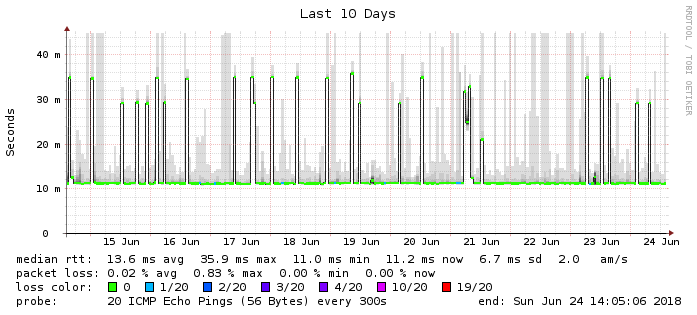 Last 10 Days
RRDTOOL / TOBI OETIKER
Seconds
40 m
30 m
20 m
10 m
0
15 Jun 16 Jun 17 Jun 18 Jun 19 Jun 20 Jun 21 Jun 22 Jun 23 Jun 24 Jun
median rtt: 13.6 ms avg 35.9 ms max 11.0 ms min 11.2 ms now 6.7 ms sd 2.0 am/s
packet loss: 0.02 % avg 0.83 % max 0.00 % min 0.00 % now
loss color: 0 1/20 2/20 3/20 4/20 10/20 19/20
probe: 20 ICMP Echo Pings (56 Bytes) every 300s end: Sun Jun 24 14:05:06 2018